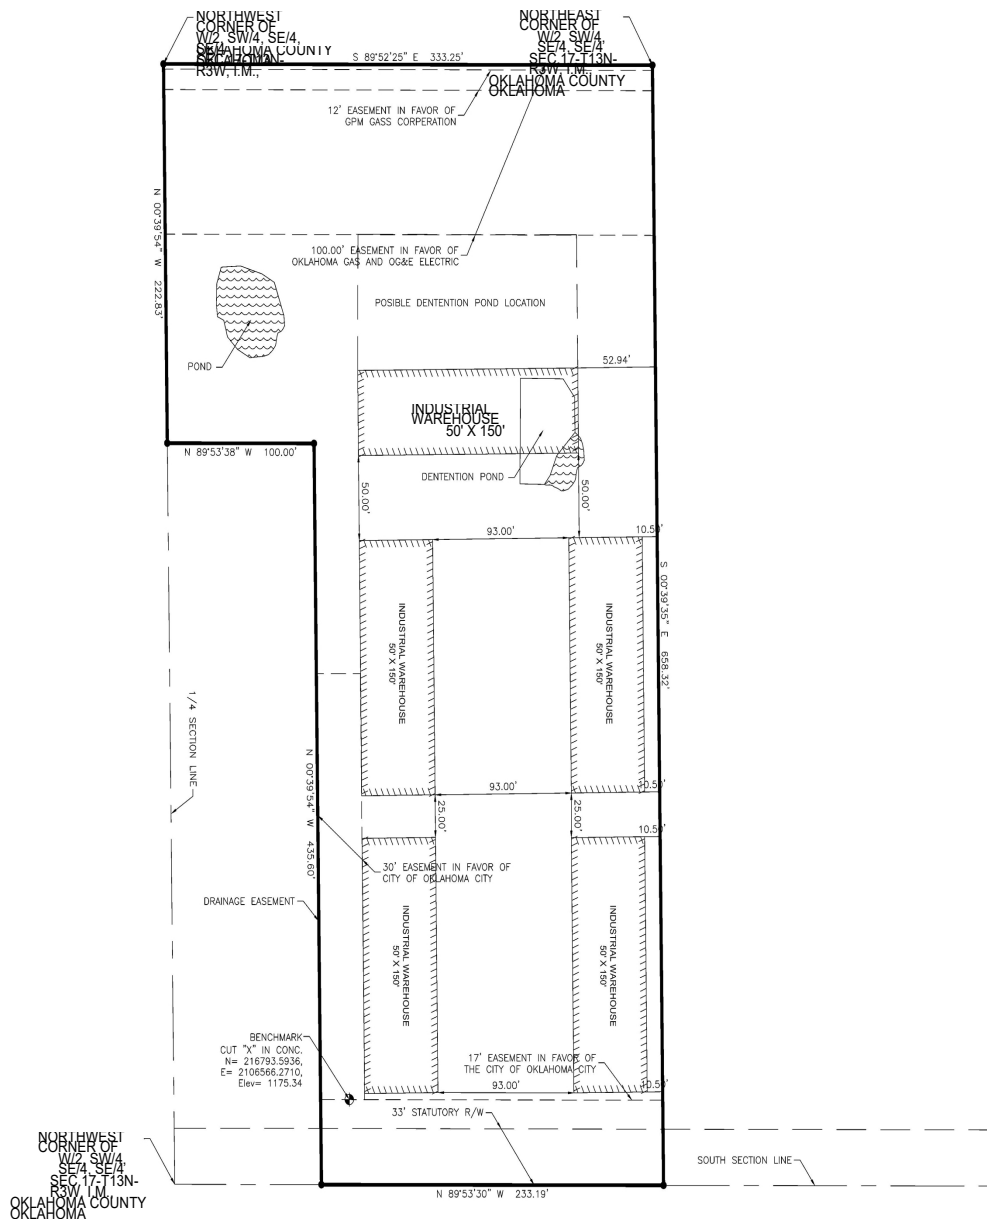 NORTHWEST
CORNER OF
W/2, SW/4, SE/4,
SE/4,
OKLAHOMA COUNTY
SEC.17-T13N-
OKLAHOMA
R3W, I.M.,
NORTHEAST
CORNER OF
W/2, SW/4,
SE/4, SE/4,
SEC.17-T13N-
R3W, I.M.,
OKLAHOMA COUNTY
OKLAHOMA
S 89°52'25" E 333.25'
12' EASEMENT IN FAVOR OF
GPM GASS CORPERATION
N 00°39'54" W 222.83'
100.00' EASEMENT IN FAVOR OF
OKLAHOMA GAS AND OG&E ELECTRIC
POSIBLE DENTENTION POND LOCATION
POND
52.94'
INDUSTRIAL
WAREHOUSE
50' X 150'
N 89°53'38" W 100.00'
DENTENTION POND
50.00'
50.00'
93.00'
10.50'
S 00°39'35" E 658.32'
INDUSTRIAL WAREHOUSE
50' X 150'
INDUSTRIAL WAREHOUSE
50' X 150'
1/4 SECTION LINE
N 00°39'54" W 435.60'
93.00'
10.50'
25.00'
25.00'
10.50'
30' EASEMENT IN FAVOR OF
CITY OF OKLAHOMA CITY
DRAINAGE EASEMENT
INDUSTRIAL WAREHOUSE
50' X 150'
INDUSTRIAL WAREHOUSE
50' X 150'
BENCHMARK
CUT "X" IN CONC.
N= 216793.5936,
E= 2106566.2710,
Elev= 1175.34
17' EASEMENT IN FAVOR OF
THE CITY OF OKLAHOMA CITY
93.00'
10.50'
33' STATUTORY R/W
NORTHWEST
CORNER OF
W/2, SW/4,
SE/4, SE/4,
SEC.17-T13N-
R3W, I.M.,
OKLAHOMA COUNTY
OKLAHOMA
SOUTH SECTION LINE
N 89°53'30" W 233.19'